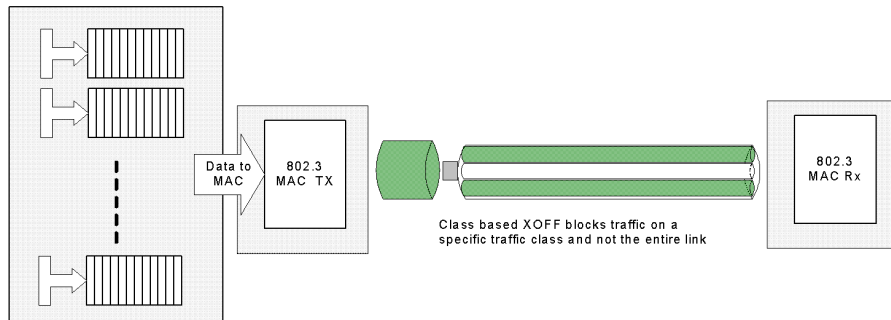 Data to
MAC
802.3
MAC TX
802.3
MAC Rx
Class based XOFF blocks traffic on a
specific traffic class and not the entire link